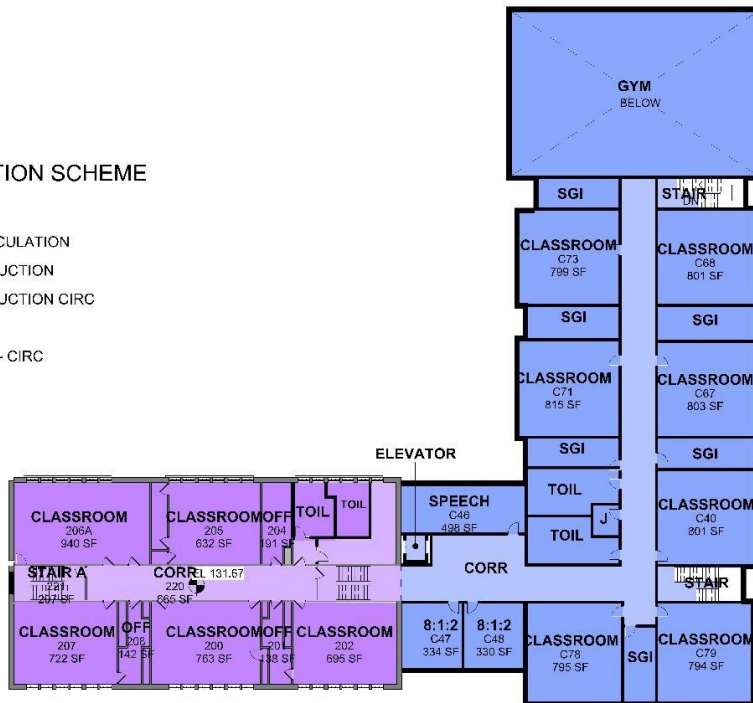 GYM
BELOW
TION SCHEME
SGI
STAIR
DN
CULATION
UCTION
UCTION CIRC
- CIRC
CLASSROOM
C73
799 SF
CLASSROOM
C68
801 SF
SGI
SGI
CLASSROOM
C71
815 SF
CLASSROOM
C67
803 SF
ELEVATOR
SGI
SGI
CLASSROOM
206A
940 SF
CLASSROOM
205
632 SF
OFF
204
191 SF
TOIL
TOIL
SPEECH
C46
498 SF
TOIL
J
TOIL
CLASSROOM
C40
801 SF
STAIR A
221
207 SF
CORR
220
865 SF
EL 131.67
CORR
STAIR
CLASSROOM
207
722 SF
OFF
208
142 SF
CLASSROOM
200
763 SF
OFF
201
138 SF
CLASSROOM
202
695 SF
8:1:2
C47
334 SF
8:1:2
C48
330 SF
CLASSROOM
C78
795 SF
SGI
CLASSROOM
C79
794 SF